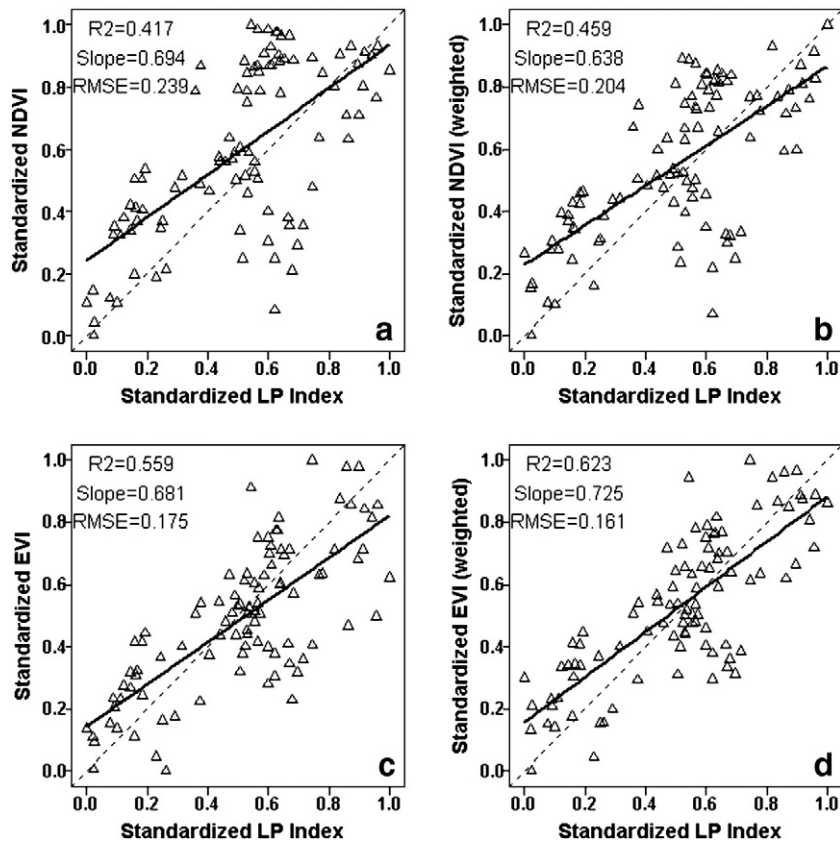 R2=0.417
Slope=0.694
RMSE=0.239
Standardized NDVI
1.0
0.8
0.6
0.4
0.2
0.0
a
0.0 0.2 0.4 0.6 0.8 1.0
Standardized LP Index
R2=0.459
Slope=0.638
RMSE=0.204
Standardized NDVI (weighted)
1.0
0.8
0.6
0.4
0.2
0.0
b
0.0 0.2 0.4 0.6 0.8 1.0
Standardized LP Index
R2=0.559
Slope=0.681
RMSE=0.175
Standardized EVI
1.0
0.8
0.6
0.4
0.2
0.0
c
0.0 0.2 0.4 0.6 0.8 1.0
Standardized LP Index
R2=0.623
Slope=0.725
RMSE=0.161
Standardized EVI (weighted)
1.0
0.8
0.6
0.4
0.2
0.0
d
0.0 0.2 0.4 0.6 0.8 1.0
Standardized LP Index